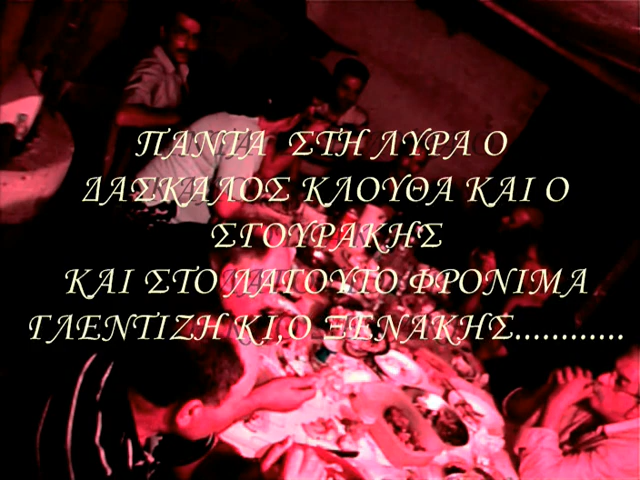 ΠΑΝΤΑ ΣΤΗ ΛΥΡΑ Ο
ΔΑΣΚΑΛΟΣ ΚΛΟΥΘΑ ΚΑΙ Ο
ΣΓΟΥΡΑΚΗΣ
ΚΑΙ ΣΤΟ ΛΑΓΟΥΤΟ ΦΡΟΝΙΜΑ
ΓΛΕΝΤΙΖΗ ΚΙ,Ο ΞΕΝΑΚΗΣ............